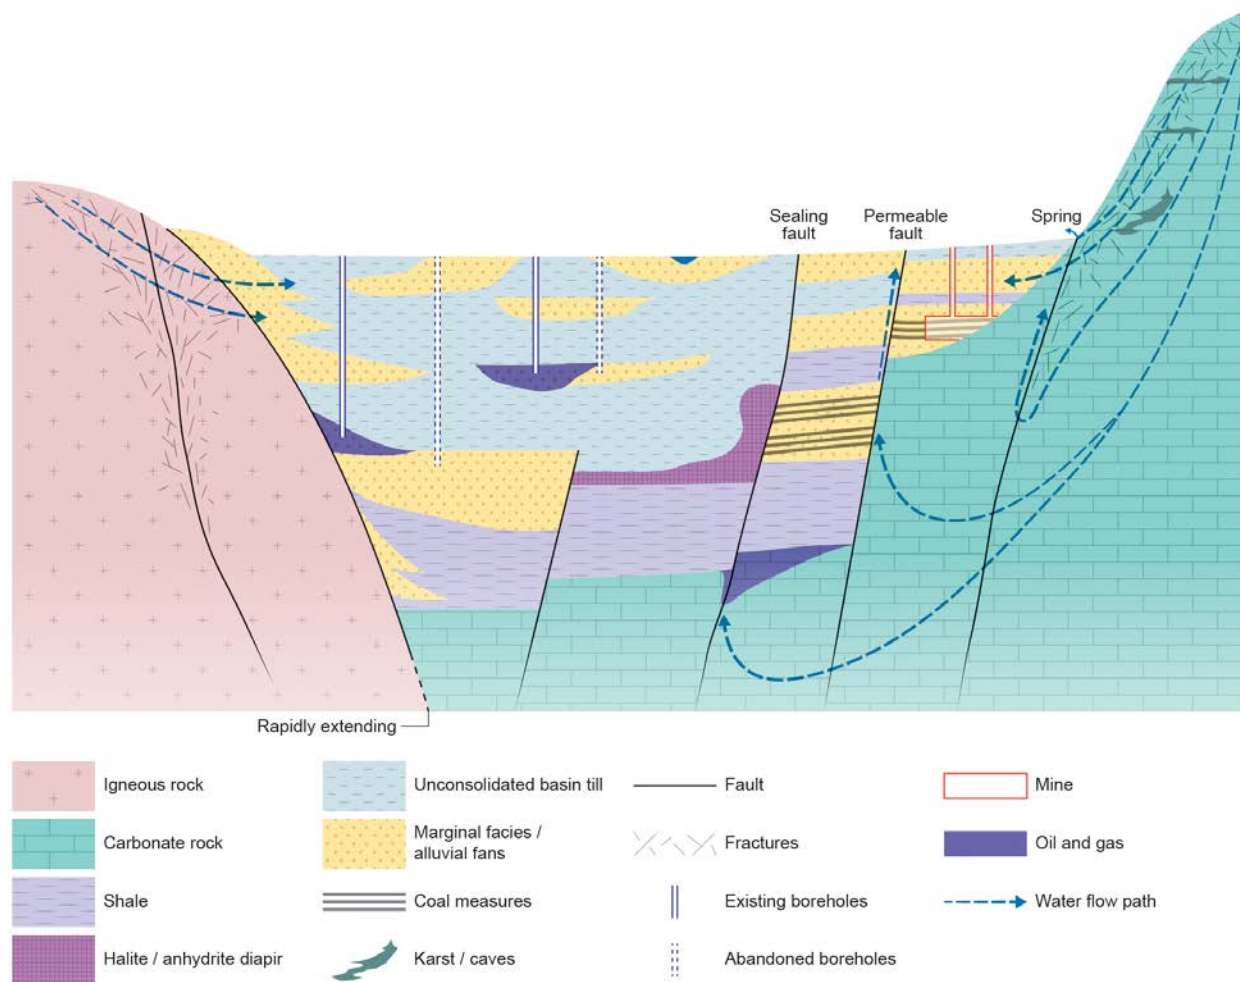 Sealing
fault
Permeable
fault
Spring
Rapidly extending
Igneous rock
Carbonate rock
Shale
Halite / anhydrite diapir
Unconsolidated basin till
Marginal facies /
alluvial fans
Coal measures
Karst / caves
Fault
Fractures
Existing boreholes
Abandoned boreholes
Mine
Oil and gas
Water flow path